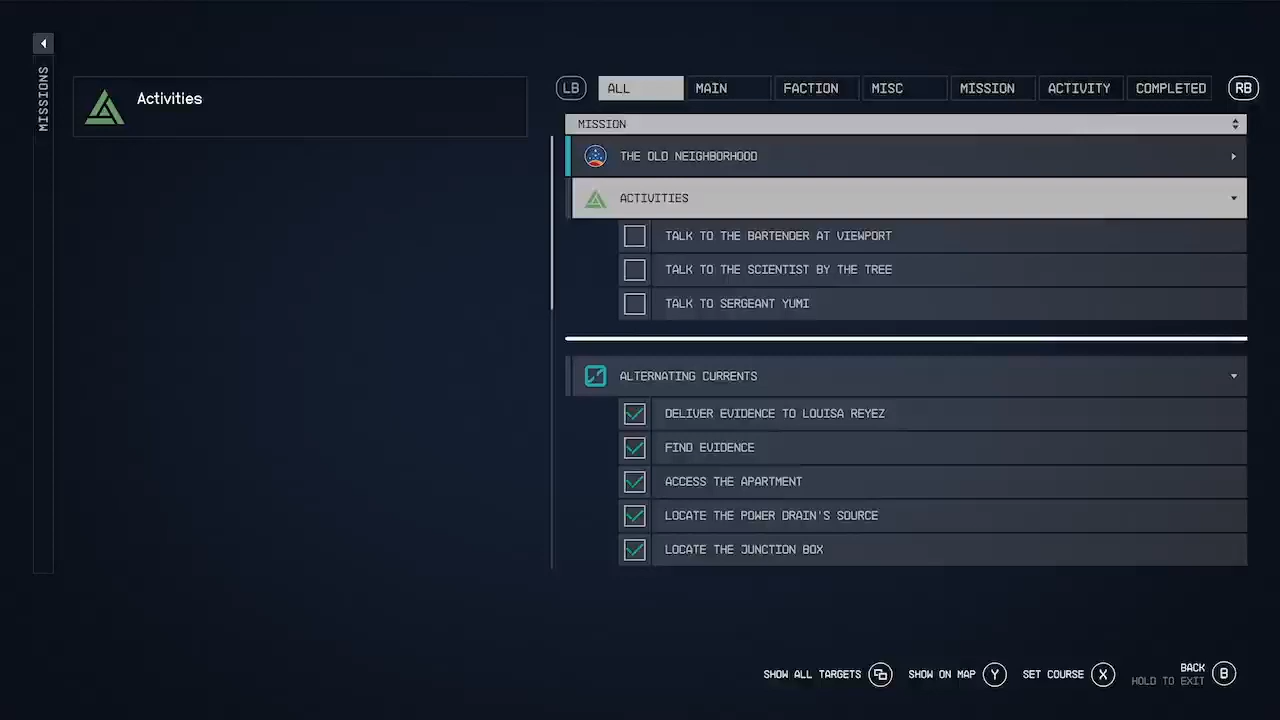 MISSIONS
Activities
LB
ALL
MAIN
FACTION
MISC
MISSION
ACTIVITY
COMPLETED
RB
MISSION
THE OLD NEIGHBORHOOD
ACTIVITIES
TALK TO THE BARTENDER AT VIEWPORT
TALK TO THE SCIENTIST BY THE TREE
TALK TO SERGEANT YUMI
ALTERNATING CURRENTS
DELIVER EVIDENCE TO LOUISA REYEZ
FIND EVIDENCE
ACCESS THE APARTMENT
LOCATE THE POWER DRAIN'S SOURCE
LOCATE THE JUNCTION BOX
SHOW ALL TARGETS
SHOW ON MAP Y
SET COURSE X
BACK B
HOLD TO EXIT